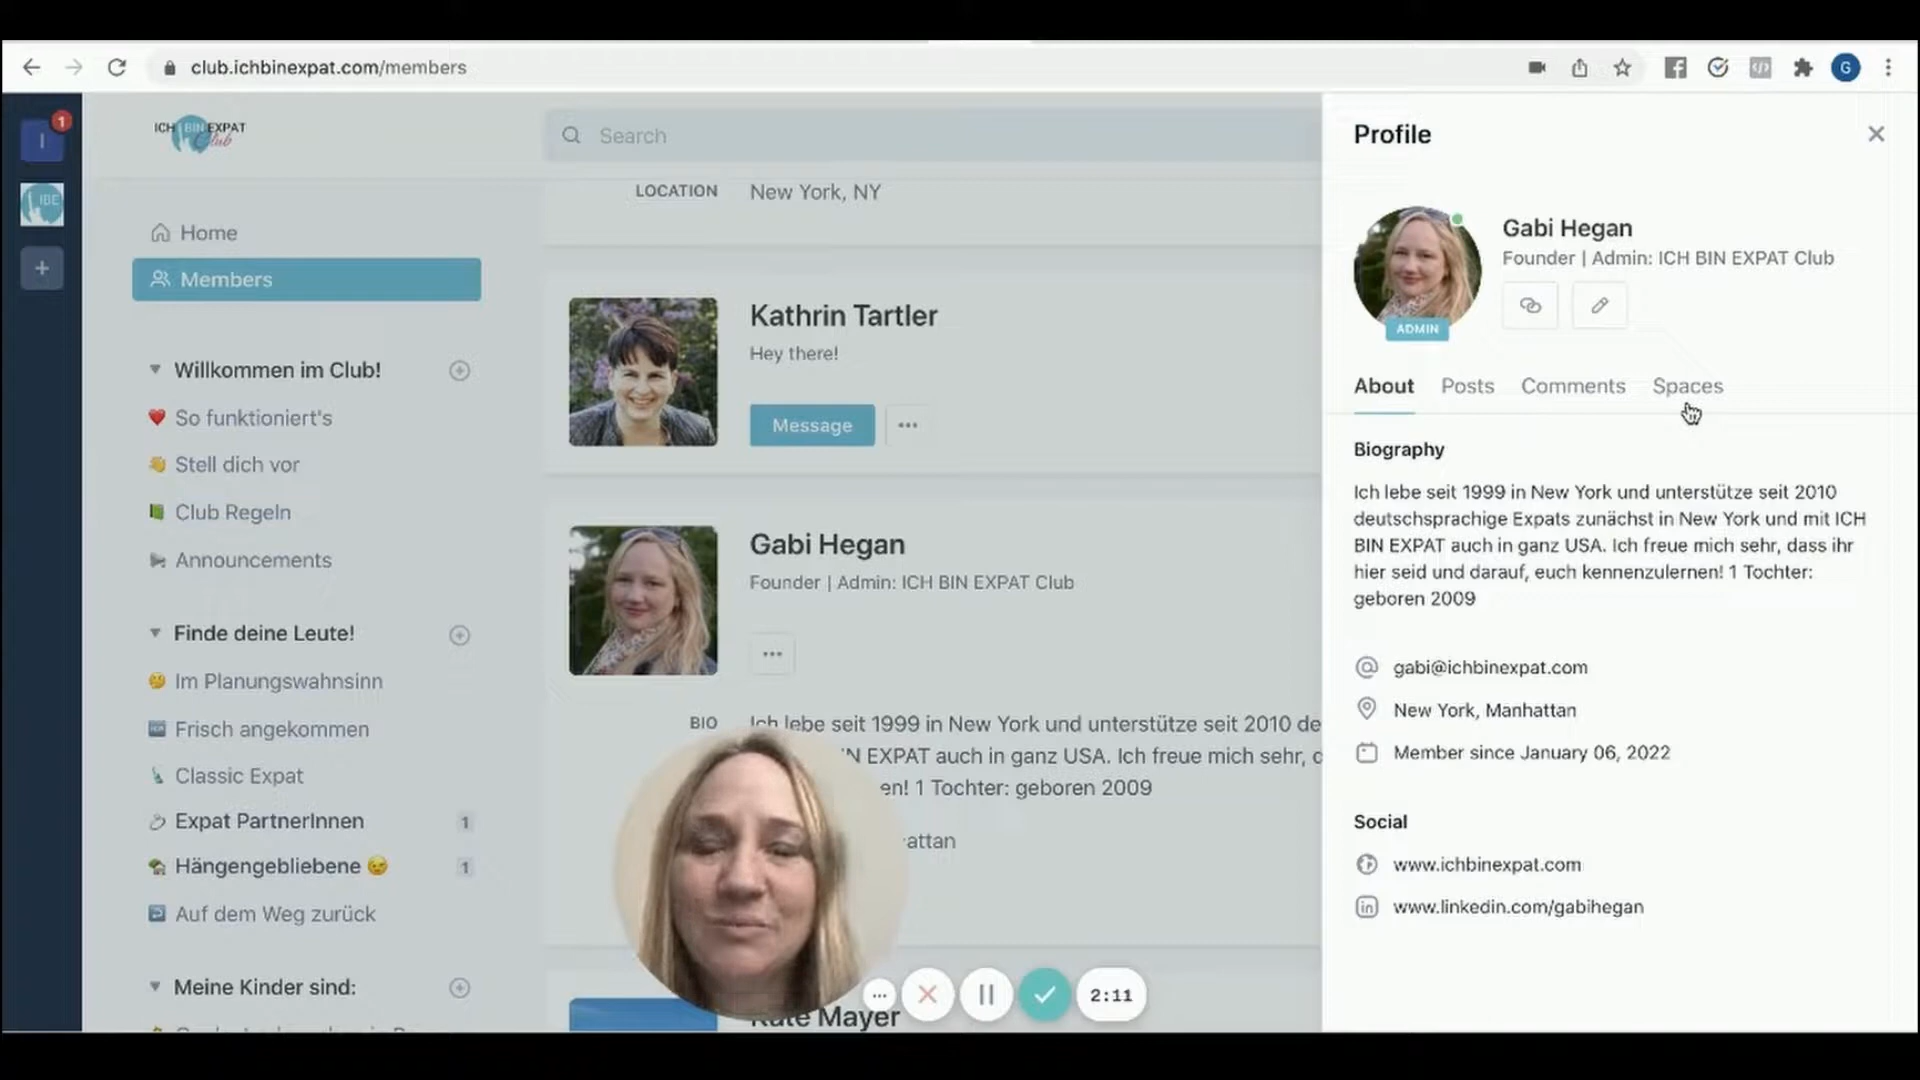 club.ichbinexpat.com/members
G
I
1
IBE
ICH BIN EXPAT
Club
Search
Home
Members
Willkommen im Club!
So funktioniert's
Stell dich vor
Club Regeln
Announcements
Finde deine Leute!
Im Planungswahnsinn
Frisch angekommen
Classic Expat
Expat PartnerInnen 1
Hängengebliebene 1
Auf dem Weg zurück
Meine Kinder sind:
LOCATION New York, NY
Kathrin Tartler
Hey there!
Message
Gabi Hegan
Founder | Admin: ICH BIN EXPAT Club
BIO Ich lebe seit 1999 in New York und unterstütze seit 2010 de
N EXPAT auch in ganz USA. Ich freue mich sehr, d
en! 1 Tochter: geboren 2009
attan
Kate Mayer
2:11
Profile
Gabi Hegan
Founder | Admin: ICH BIN EXPAT Club
ADMIN
About Posts Comments Spaces
Biography
Ich lebe seit 1999 in New York und unterstütze seit 2010
deutschsprachige Expats zunächst in New York und mit ICH
BIN EXPAT auch in ganz USA. Ich freue mich sehr, dass ihr
hier seid und darauf, euch kennenzulernen! 1 Tochter:
geboren 2009
gabi@ichbinexpat.com
New York, Manhattan
Member since January 06, 2022
Social
www.ichbinexpat.com
www.linkedin.com/gabihegan